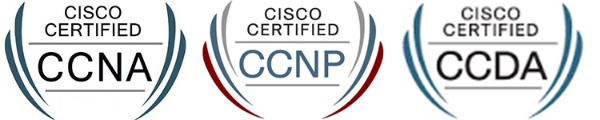 CISCO
CERTIFIED
CCNA
CISCO
CERTIFIED
CCNP
CISCO
CERTIFIED
CCDA